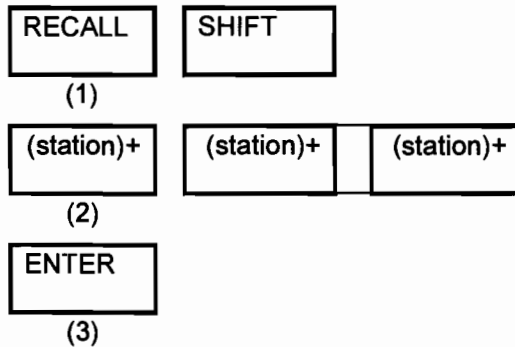 RECALL SHIFT
(1)
(station)+ (station)+ (station)+
(2)
ENTER
(3)